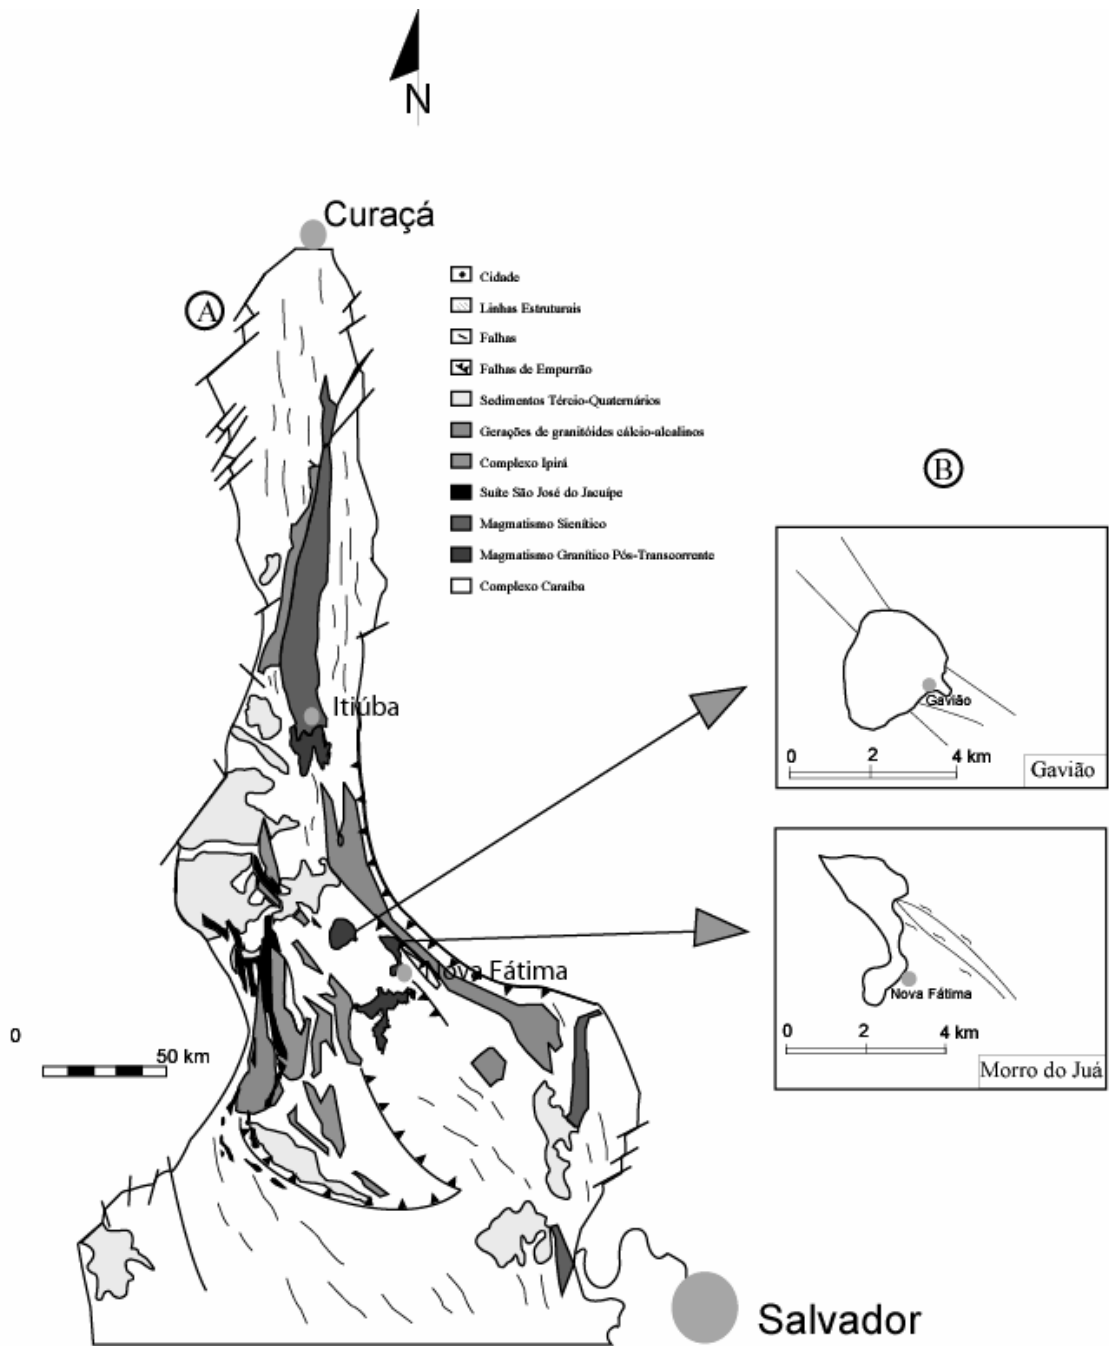 N
Curaçá
A
Cidade
Linhas Estruturais
Falhas
Falhas de Empurrão
Sedimentos Tércio-Quaternários
Gerações de granitóides cálcio-alcalinos
Complexo Ipirá
Suíte São José do Jacuípe
Magmatismo Sienítico
Magmatismo Granítico Pós-Transcorrente
Complexo Caraíba
B
Itiúba
Gavião
0 2 4 km
Gavião
Nova Fátima
Nova Fátima
0 2 4 km
Morro do Juá
0
50 km
Salvador